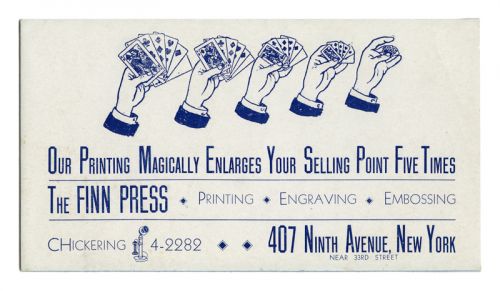 OUR PRINTING MAGICALLY ENLARGES YOUR SELLING POINT FIVE TIMES
THE FINN PRESS ◆ PRINTING ◆ ENGRAVING ◆ EMBOSSING
CHICKERING 4-2282 ◆ ◆ 407 NINTH AVENUE, NEW YORK
NEAR 33RD STREET